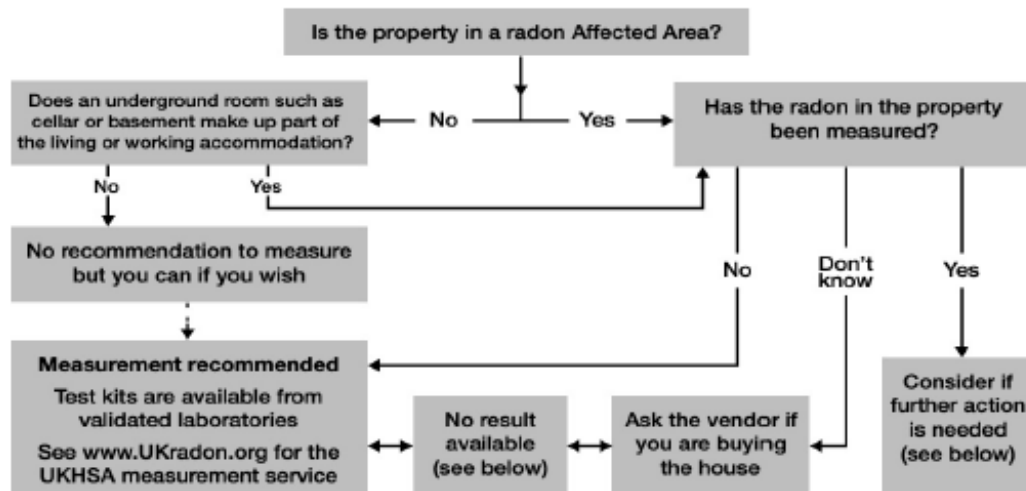 Is the property in a radon Affected Area?
Does an underground room such as
cellar or basement make up part of
the living or working accommodation?
No
Yes
Has the radon in the property
been measured?
No
Yes
No recommendation to measure
but you can if you wish
No
Don't
know
Yes
Measurement recommended
Test kits are available from
validated laboratories
See www.UKradon.org for the
UKHSA measurement service
No result
available
(see below)
Ask the vendor if
you are buying
the house
Consider if
further action
is needed
(see below)